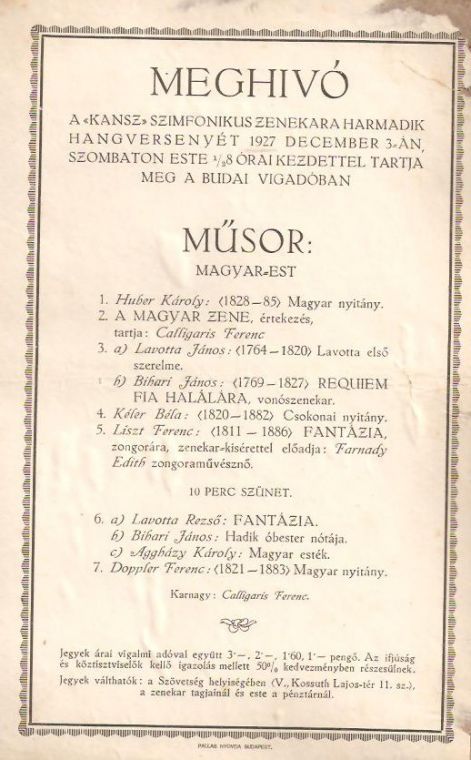 MEGHIVÓ
A «KANSZ» SZIMFONIKUS ZENEKARA HARMADIK
HANGVERSENYÉT 1927 DECEMBER 3-ÁN,
SZOMBATON ESTE ½8 ÓRAI KEZDETTEL TARTJA
MEG A BUDAI VIGADÓBAN
MŰSOR:
MAGYAR-EST
1. Huber Károly: (1828—85) Magyar nyitány.
2. A MAGYAR ZENE, értekezés,
tartja: Calligaris Ferenc
3. a) Lavotta János: (1764—1820) Lavotta első
szerelme.
b) Bihari János: (1769—1827) REQUIEM
FIA HALÁLÁRA, vonószenekar.
4. Kéler Béla: (1820—1882) Csokonai nyitány.
5. Liszt Ferenc: (1811—1886) FANTÁZIA,
zongorára, zenekar-kisérettel előadja: Farnady
Edith zongoraművésznő.
10 PERC SZÜNET.
6. a) Lavotta Rezső: FANTÁZIA.
b) Bihari János: Hadik óbester nótája.
c) Aggházy Károly: Magyar esték.
7. Doppler Ferenc: (1821—1883) Magyar nyitány.
Karnagy: Calligaris Ferenc.
Jegyek árai vigalmi adóval együtt 3·—, 2·—, 1·60, 1·— pengő. Az ifjúság
és köztisztviselők kellő igazolás mellett 50% kedvezményben részesülnek.
Jegyek válthatók: a Szövetség helyiségében (V., Kossuth Lajos-tér 11. sz.),
a zenekar tagjainál és este a pénztárnál.
PALLAS NYOMDA BUDAPEST.